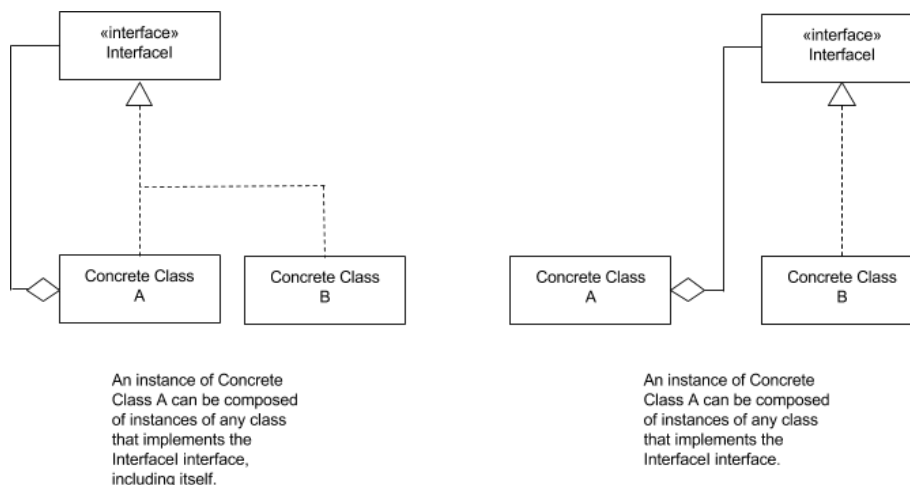 «interface»
InterfaceI
Concrete Class
A
Concrete Class
B
An instance of Concrete
Class A can be composed
of instances of any class
that implements the
InterfaceI interface,
including itself.
«interface»
InterfaceI
Concrete Class
A
Concrete Class
B
An instance of Concrete
Class A can be composed
of instances of any class
that implements the
InterfaceI interface.